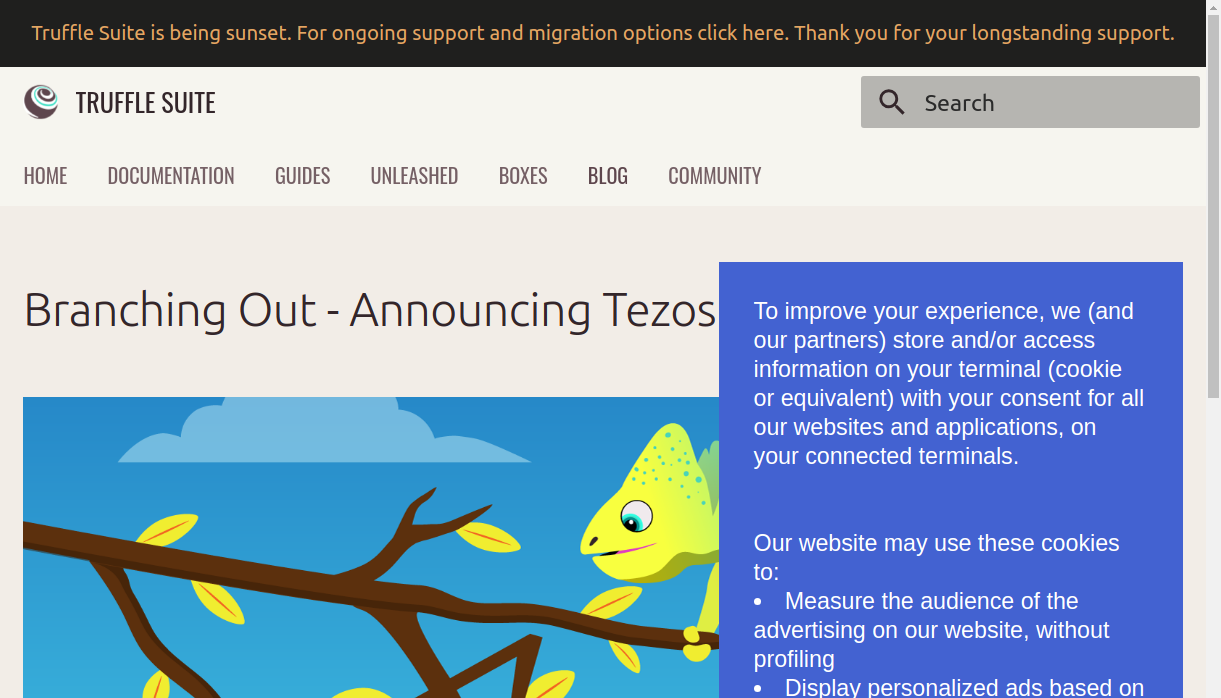 Truffle Suite is being sunset. For ongoing support and migration options click here. Thank you for your longstanding support.
TRUFFLE SUITE
Search
HOME DOCUMENTATION GUIDES UNLEASHED BOXES BLOG COMMUNITY
Branching Out - Announcing Tezos
To improve your experience, we (and
our partners) store and/or access
information on your terminal (cookie
or equivalent) with your consent for all
our websites and applications, on
your connected terminals.
Our website may use these cookies
to:
• Measure the audience of the
advertising on our website, without
profiling
• Display personalized ads based on